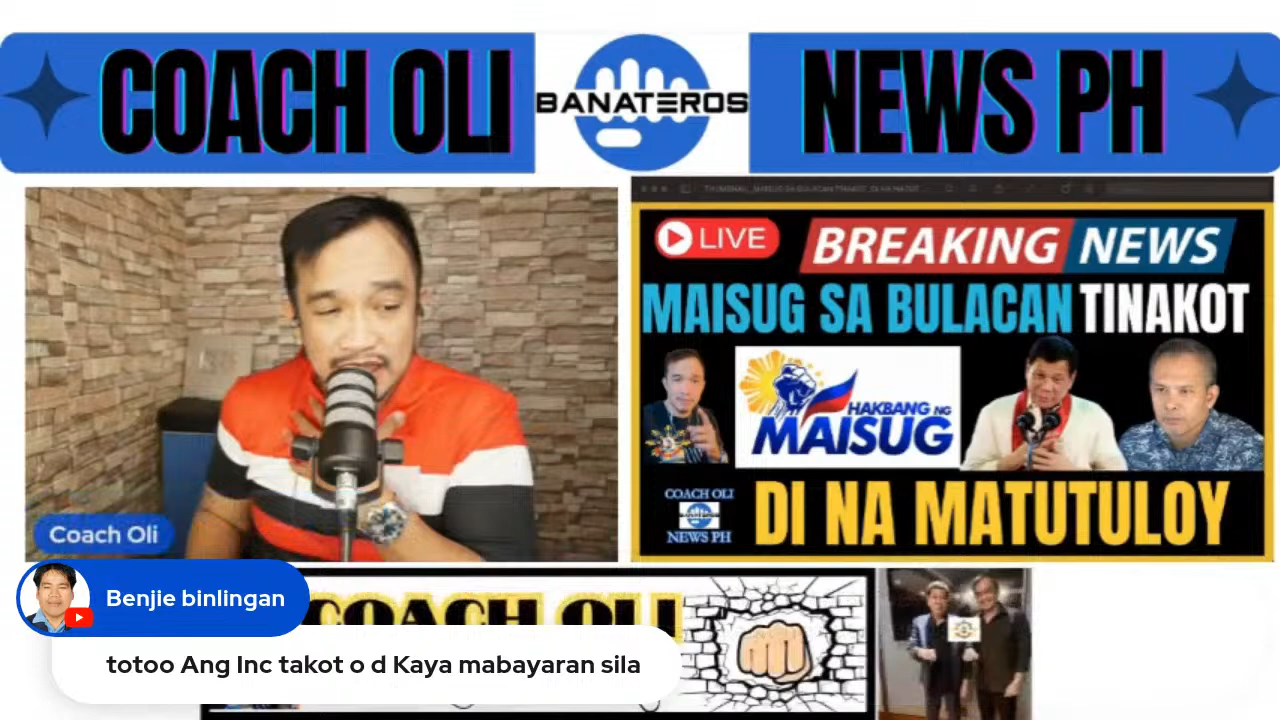 COACH OLI
BANATEROS
NEWS PH
LIVE
BREAKING NEWS
MAISUG SA BULACAN TINAKOT
HAKBANG NG
MAISUG
COACH OLI
NEWS PH
DI NA MATUTULOY
Coach Oli
Benjie binlingan
totoo Ang Inc takot o d Kaya mabayaran sila
COACH OLI